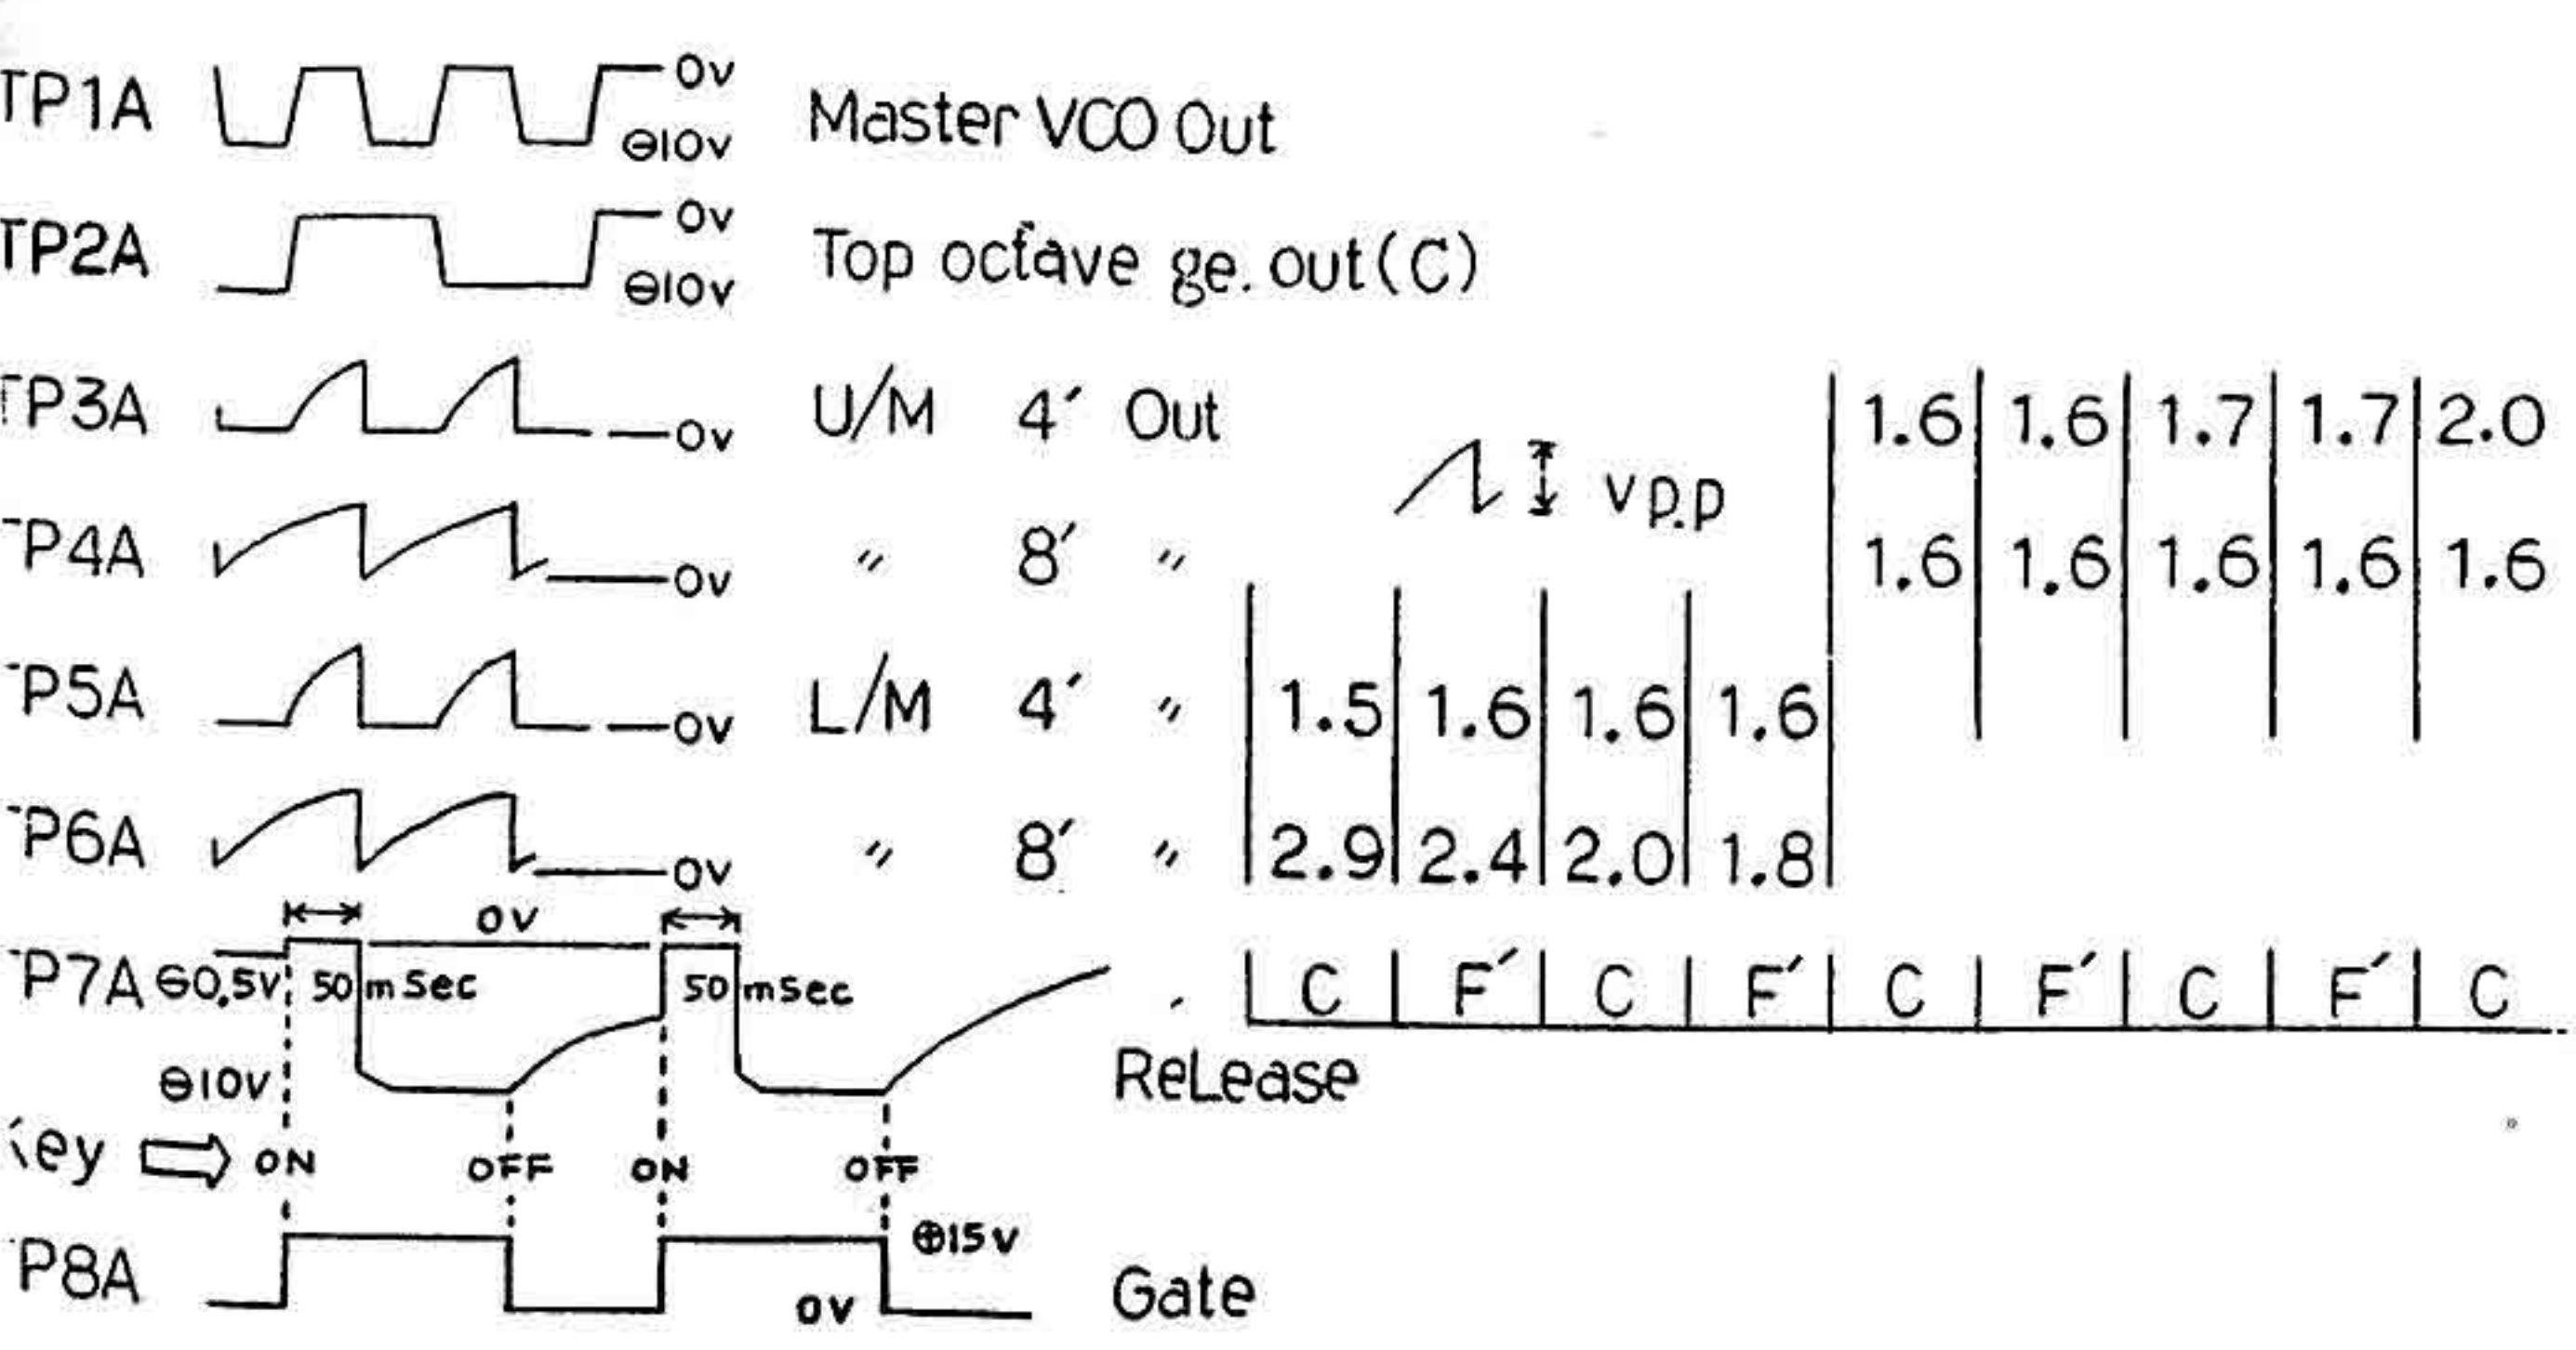 TP1A 0v ⊖10v Master VCO Out
TP2A 0v ⊖10v Top octave ge. out(C)
TP3A 0v U/M 4′ Out 1.6 1.6 1.7 1.7 2.0
v p.p
TP4A 0v 〃 8′ 〃 1.6 1.6 1.6 1.6 1.6
TP5A 0v L/M 4′ 〃 1.5 1.6 1.6 1.6
TP6A 0v 〃 8′ 〃 2.9 2.4 2.0 1.8
0v
TP7A ⊖0.5v 50 mSec 50 mSec C F′ C F′ C F′ C F′ C
⊖10v ReLease
Key ON OFF ON OFF
TP8A ⊕15v 0v Gate